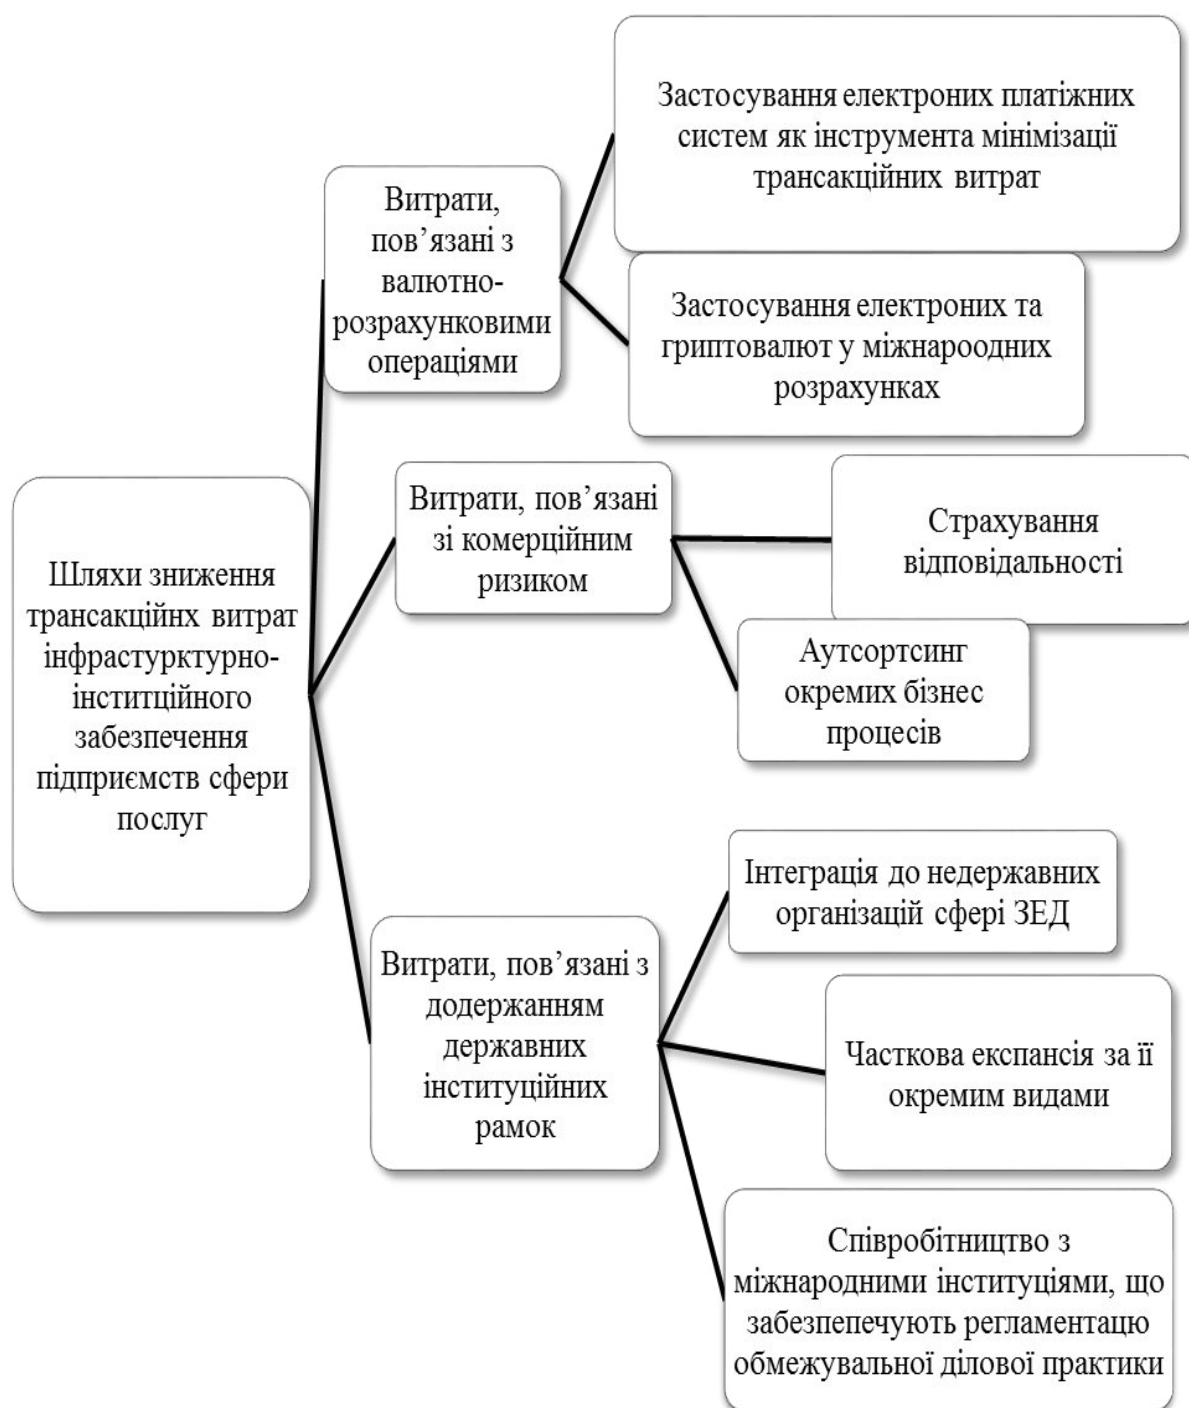 Застосування електроних платіжних
систем як інструмента мінімізації
трансакційних витрат
Витрати,
пов’язані з
валютно-
розрахунковими
операціями
Застосування електроних та
гриптовалют у міжнароодних
розрахунках
Витрати, пов’язані
зі комерційним
ризиком
Страхування
відповідальності
Шляхи зниження
трансакційнх витрат
інфрастурктурно-
інститційного
забезпечення
підприємств сфери
послуг
Аутсортсинг
окремих бізнес
процесів
Інтеграція до недержавних
організацій сфері ЗЕД
Витрати, пов’язані з
додержанням
державних
інституційних
рамок
Часткова експансія за її
окремим видами
Співробітництво з
міжнародними інституціями, що
забезпепечують регламентацю
обмежувальної ділової практики